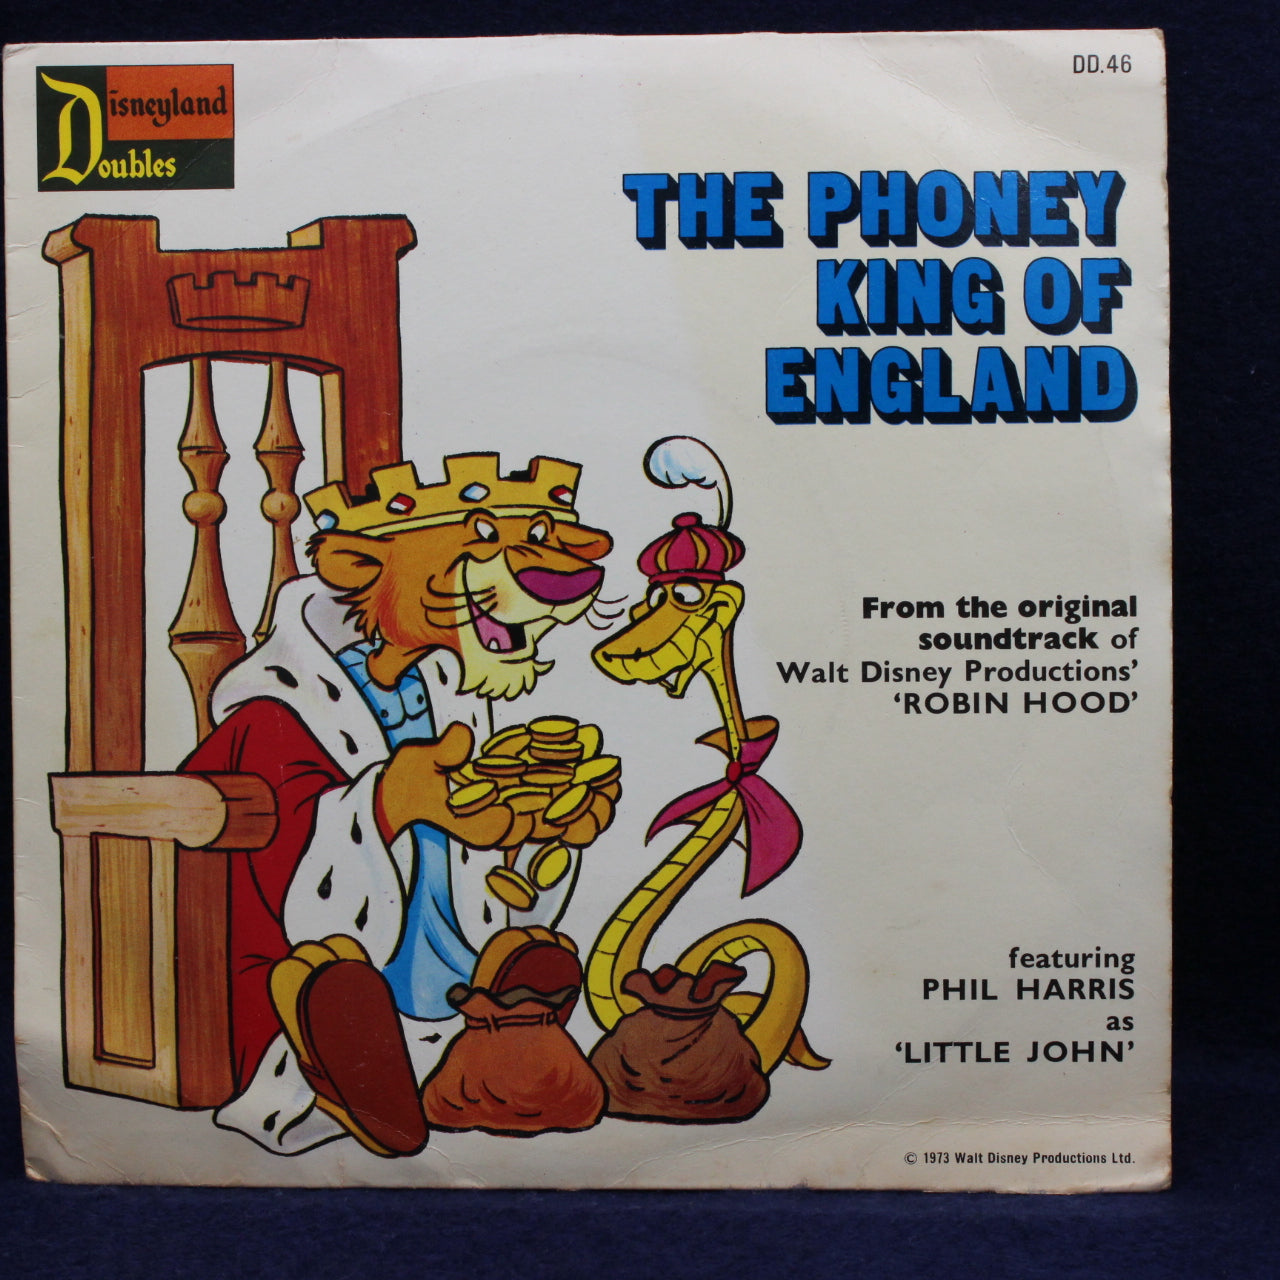 Disneyland
Doubles
DD.46
THE PHONEY
KING OF
ENGLAND
From the original
soundtrack of
Walt Disney Productions'
'ROBIN HOOD'
featuring
PHIL HARRIS
as
'LITTLE JOHN'
© 1973 Walt Disney Productions Ltd.